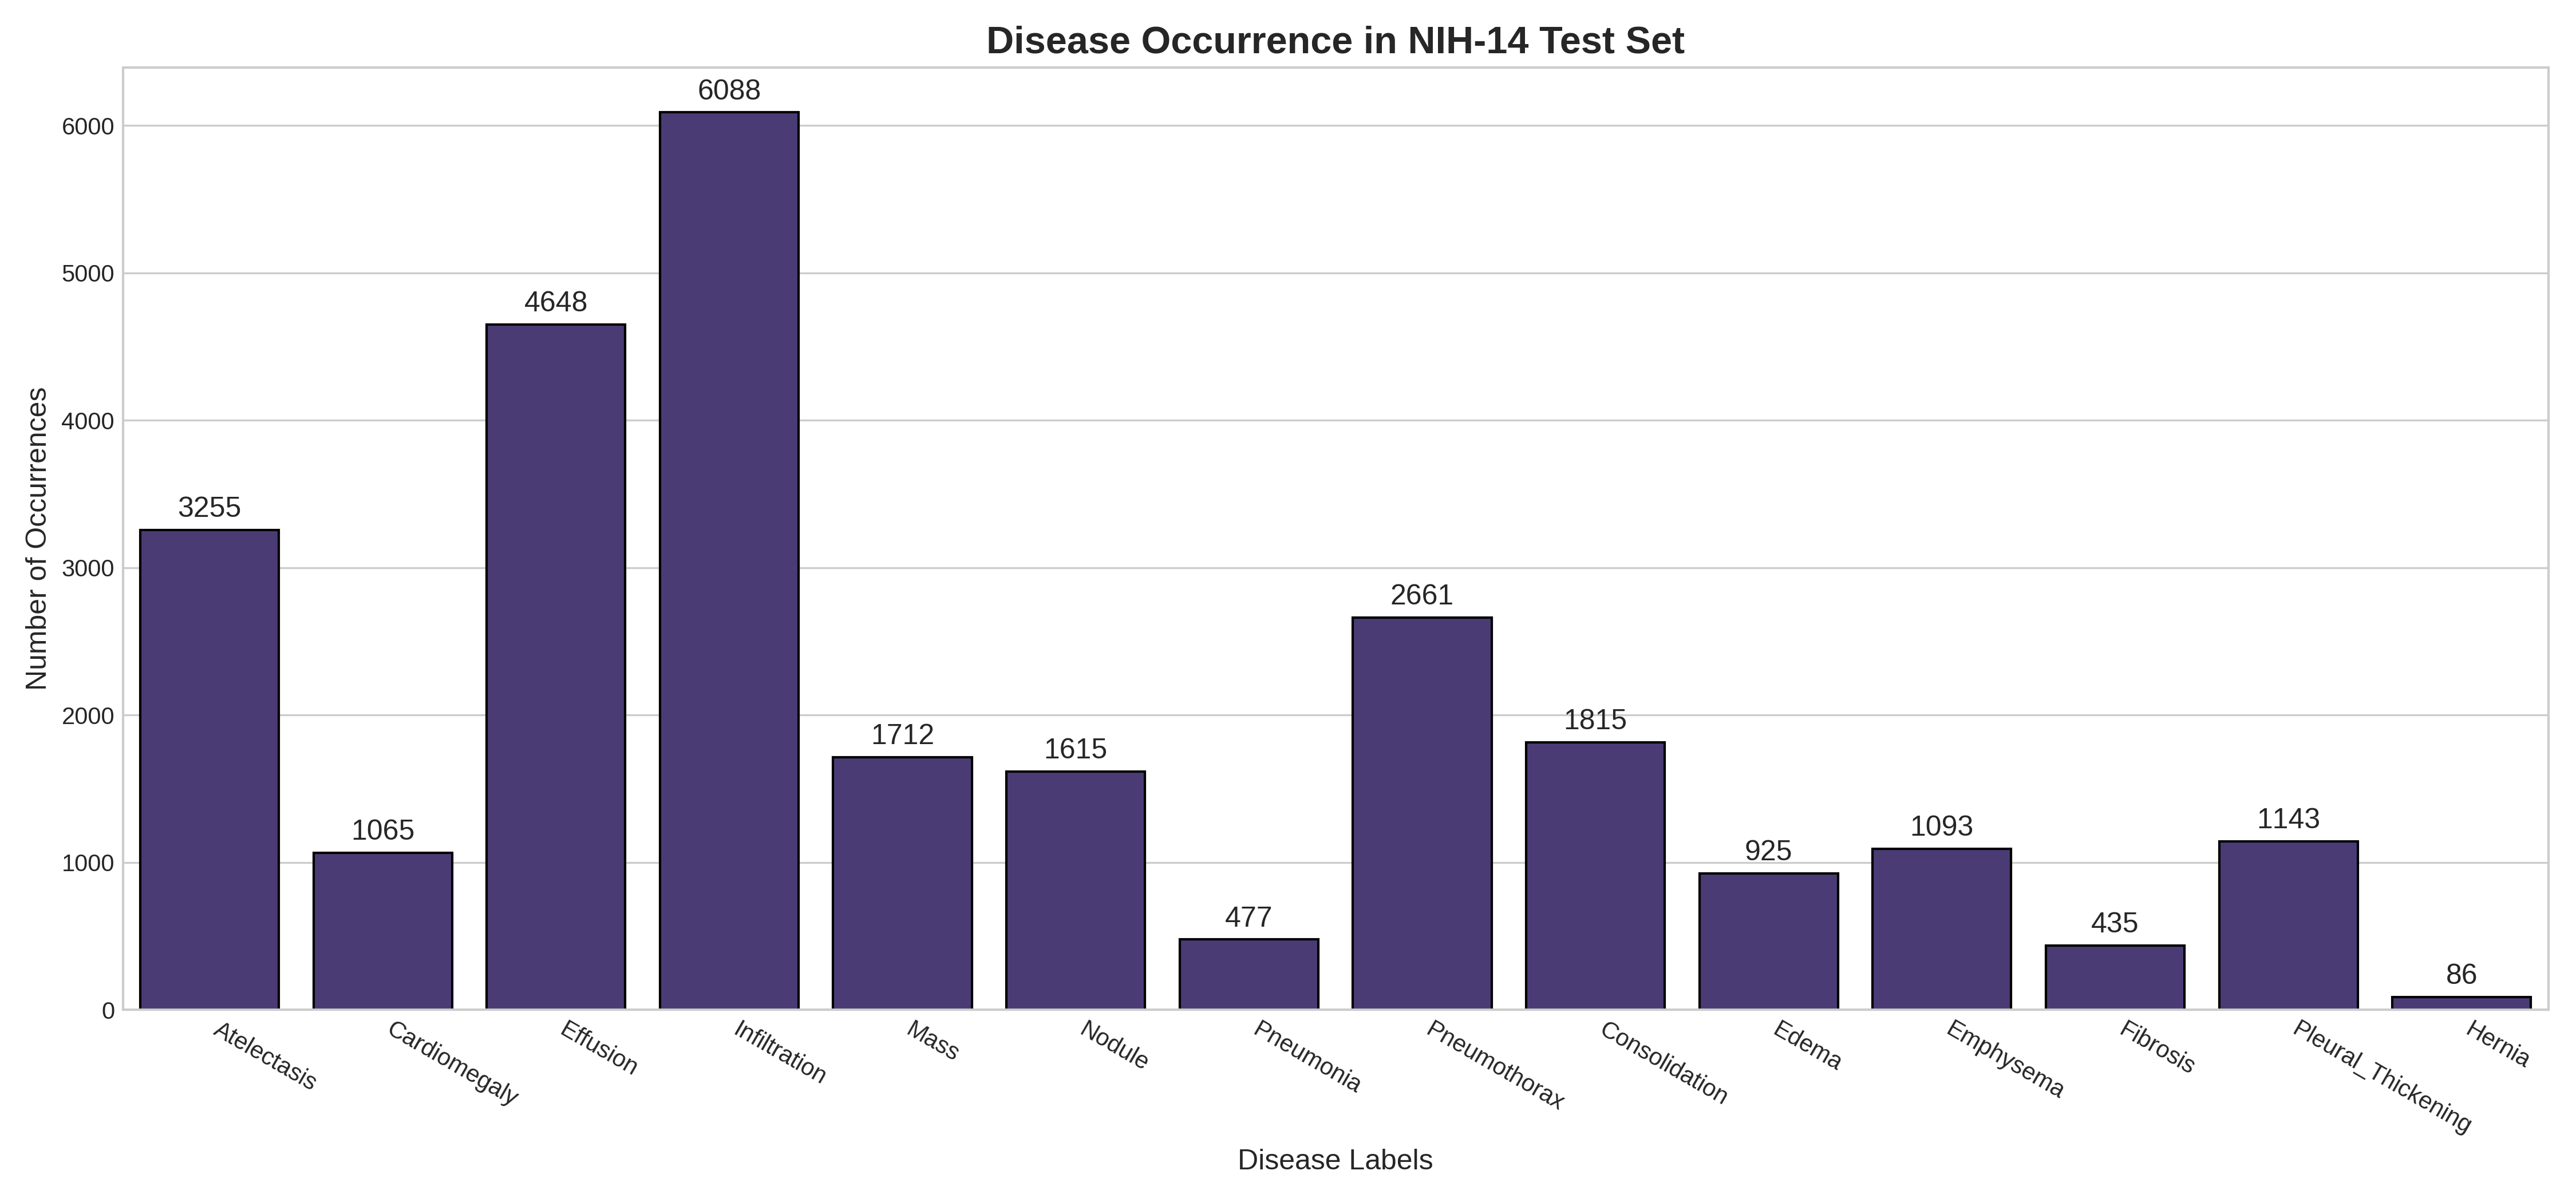 Disease Occurrence in NIH-14 Test Set
Number of Occurrences
6000
5000
4000
3000
2000
1000
0
3255
1065
4648
6088
1712
1615
477
2661
1815
925
1093
435
1143
86
Atelectasis
Cardiomegaly
Effusion
Infiltration
Mass
Nodule
Pneumonia
Pneumothorax
Consolidation
Edema
Emphysema
Fibrosis
Pleural_Thickening
Hernia
Disease Labels